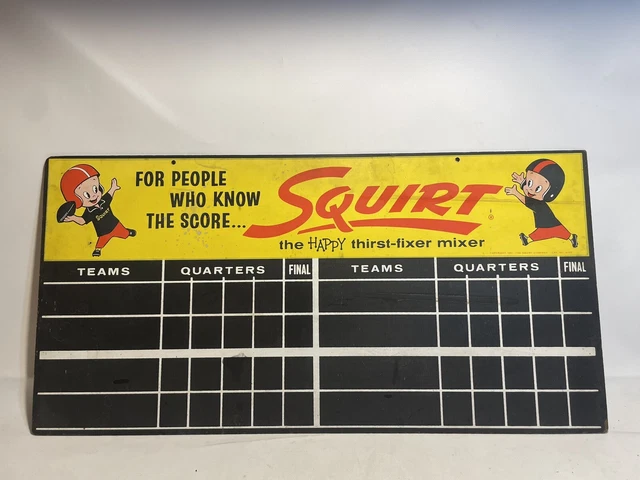 FOR PEOPLE
WHO KNOW
THE SCORE...
SQUIRT
the HAPPY thirst-fixer mixer
TEAMS QUARTERS FINAL TEAMS QUARTERS FINAL